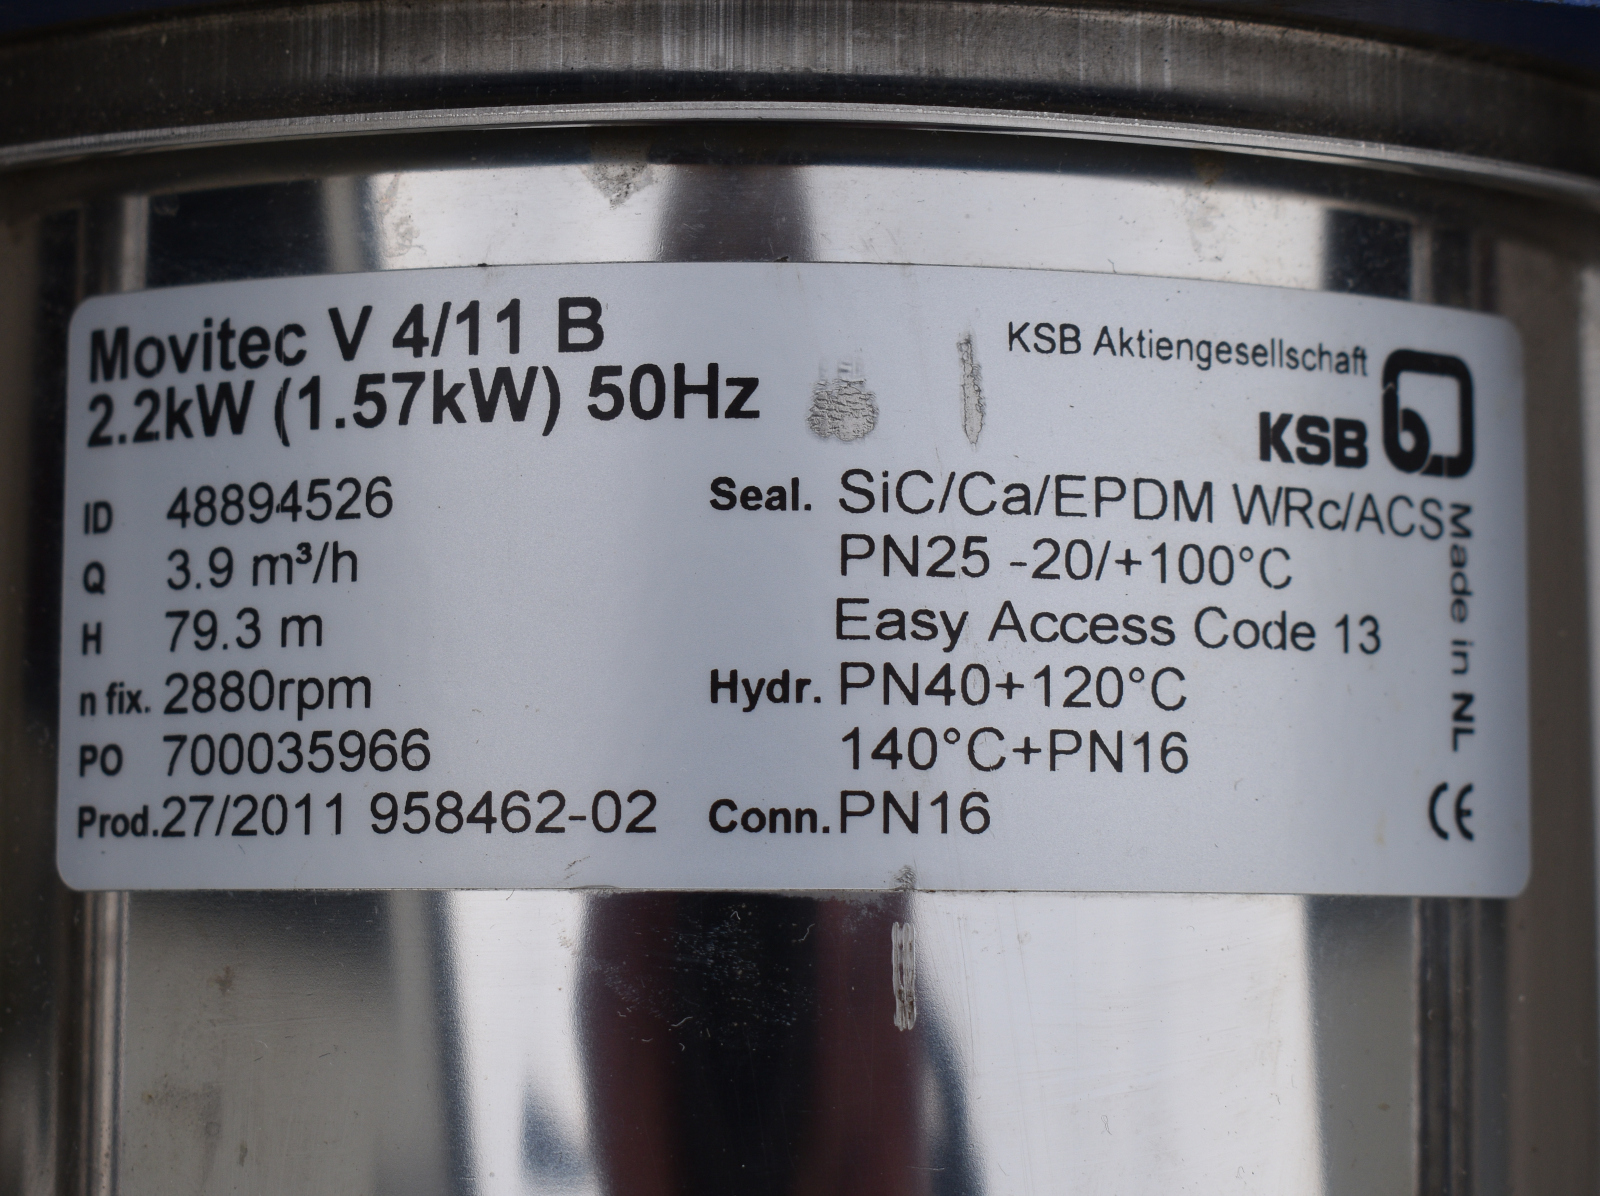 Movitec V 4/11 B
2.2kW (1.57kW) 50Hz
KSB Aktiengesellschaft
KSB
ID 48894526
Q 3.9 m³/h
H 79.3 m
n fix. 2880rpm
PO 700035966
Prod. 27/2011 958462-02
Seal. SiC/Ca/EPDM WRc/ACS
PN25 -20/+100°C
Easy Access Code 13
Hydr. PN40+120°C
140°C+PN16
Conn. PN16
Made in NL
CE